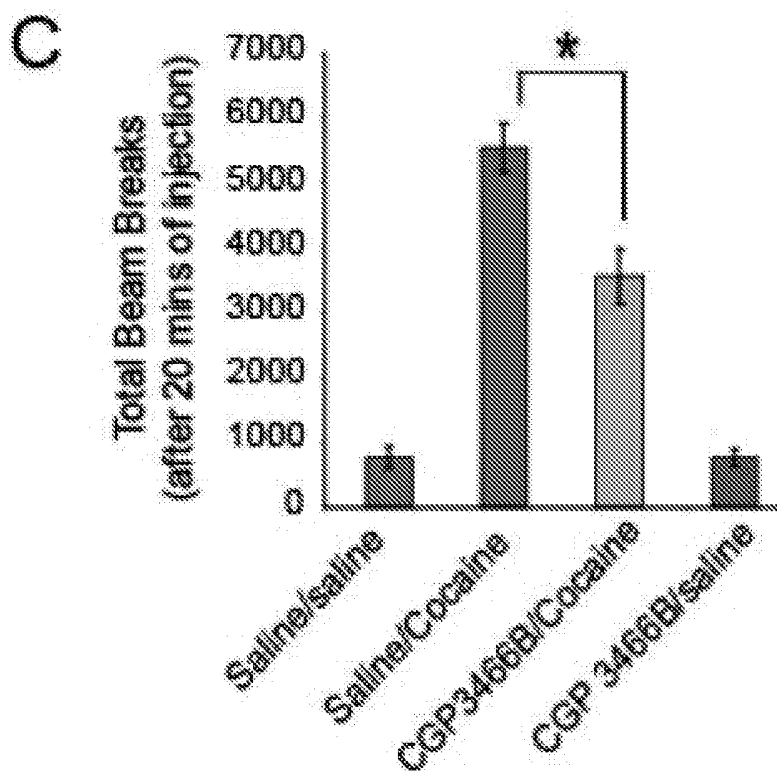 C
Total Beam Breaks
(after 20 mins of injection)
7000
6000
5000
4000
3000
2000
1000
0
*
Saline/saline
Saline/Cocaine
CGP3466B/Cocaine
CGP 3466B/saline